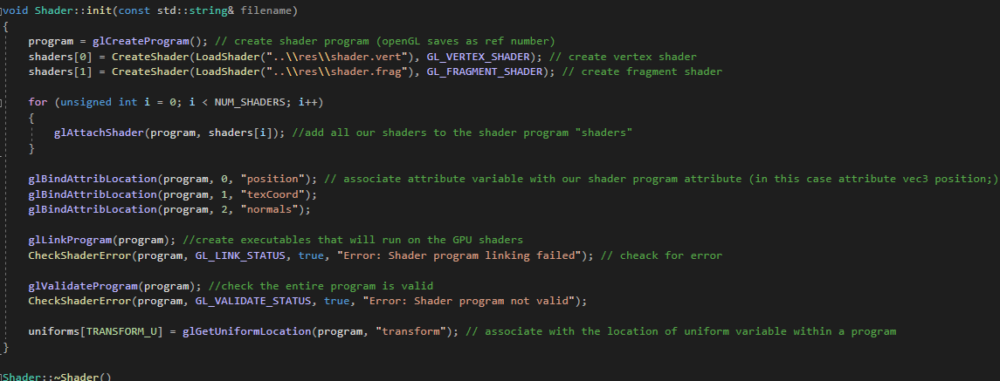 void Shader::init(const std::string& filename)
{
program = glCreateProgram(); // create shader program (openGL saves as ref number)
shaders[0] = CreateShader(LoadShader("..\\res\\shader.vert"), GL_VERTEX_SHADER); // create vertex shader
shaders[1] = CreateShader(LoadShader("..\\res\\shader.frag"), GL_FRAGMENT_SHADER); // create fragment shader
for (unsigned int i = 0; i < NUM_SHADERS; i++)
{
glAttachShader(program, shaders[i]); //add all our shaders to the shader program "shaders"
}
glBindAttribLocation(program, 0, "position"); // associate attribute variable with our shader program attribute (in this case attribute vec3 position;)
glBindAttribLocation(program, 1, "texCoord");
glBindAttribLocation(program, 2, "normals");
glLinkProgram(program); //create executables that will run on the GPU shaders
CheckShaderError(program, GL_LINK_STATUS, true, "Error: Shader program linking failed"); // cheack for error
glValidateProgram(program); //check the entire program is valid
CheckShaderError(program, GL_VALIDATE_STATUS, true, "Error: Shader program not valid");
uniforms[TRANSFORM_U] = glGetUniformLocation(program, "transform"); // associate with the location of uniform variable within a program
}
Shader::~Shader()